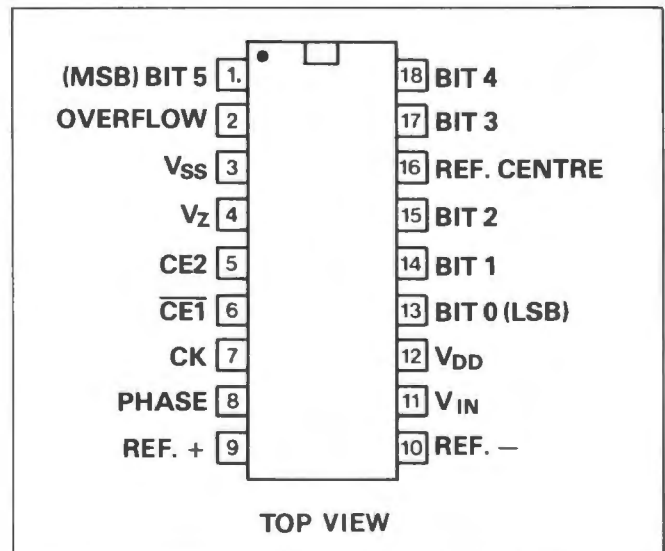 (MSB) BIT 5 1. 18 BIT 4
OVERFLOW 2 17 BIT 3
VSS 3 16 REF. CENTRE
VZ 4 15 BIT 2
CE2 5 14 BIT 1
C̅E̅1̅ 6 13 BIT 0 (LSB)
CK 7 12 VDD
PHASE 8 11 VIN
REF. + 9 10 REF. —
TOP VIEW